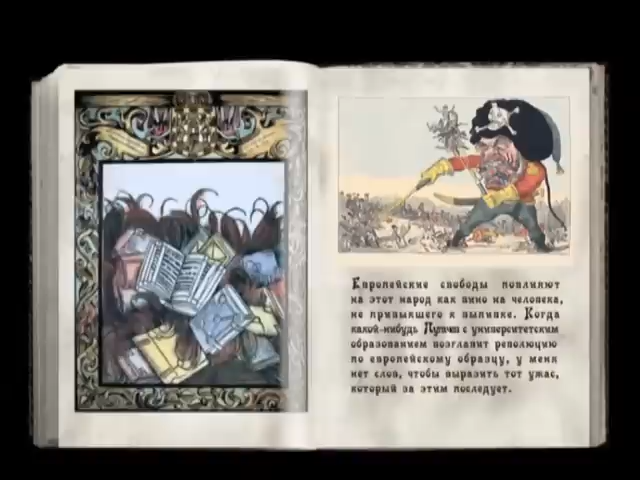 Европейские свободы повлияют
на этот народ как вино на человека,
не привыкшего к выпивке. Когда
какой-нибудь Пугачев с университетским
образованием возглавит революцию
по европейскому образцу, у меня
нет слов, чтобы выразить тот ужас,
который за этим последует.